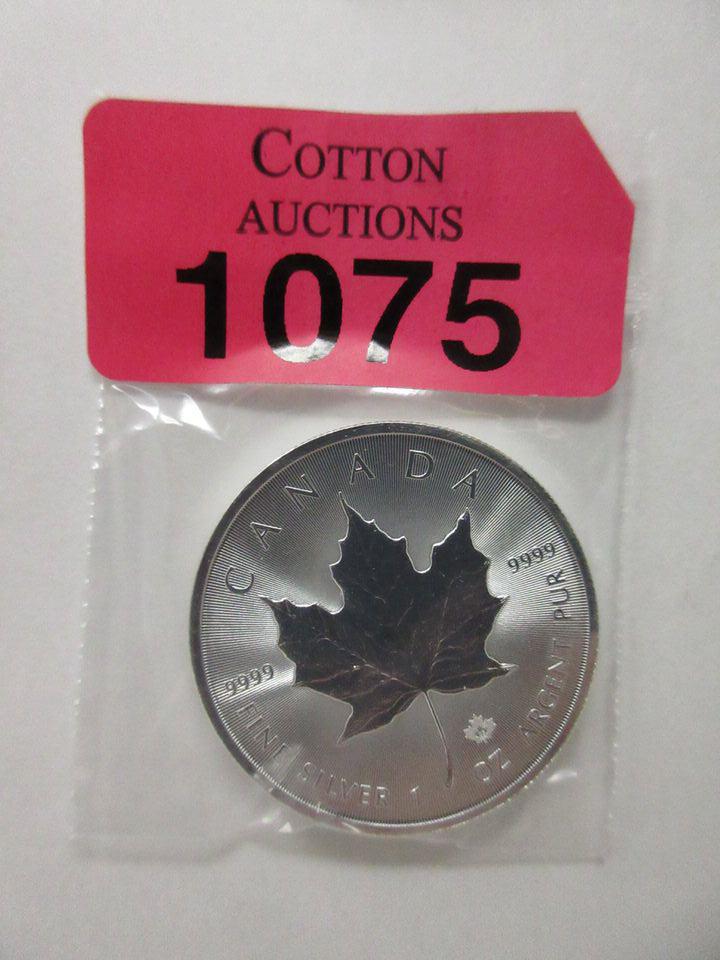 COTTON
AUCTIONS
1075
CANADA
9999
9999
FINE SILVER 1 OZ ARGENT PUR